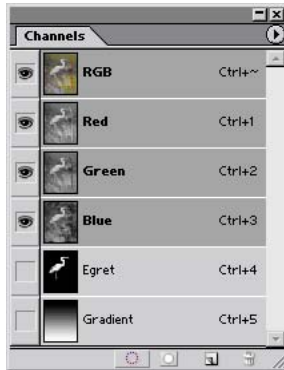 Channels
RGB Ctrl+~
Red Ctrl+1
Green Ctrl+2
Blue Ctrl+3
Egret Ctrl+4
Gradient Ctrl+5